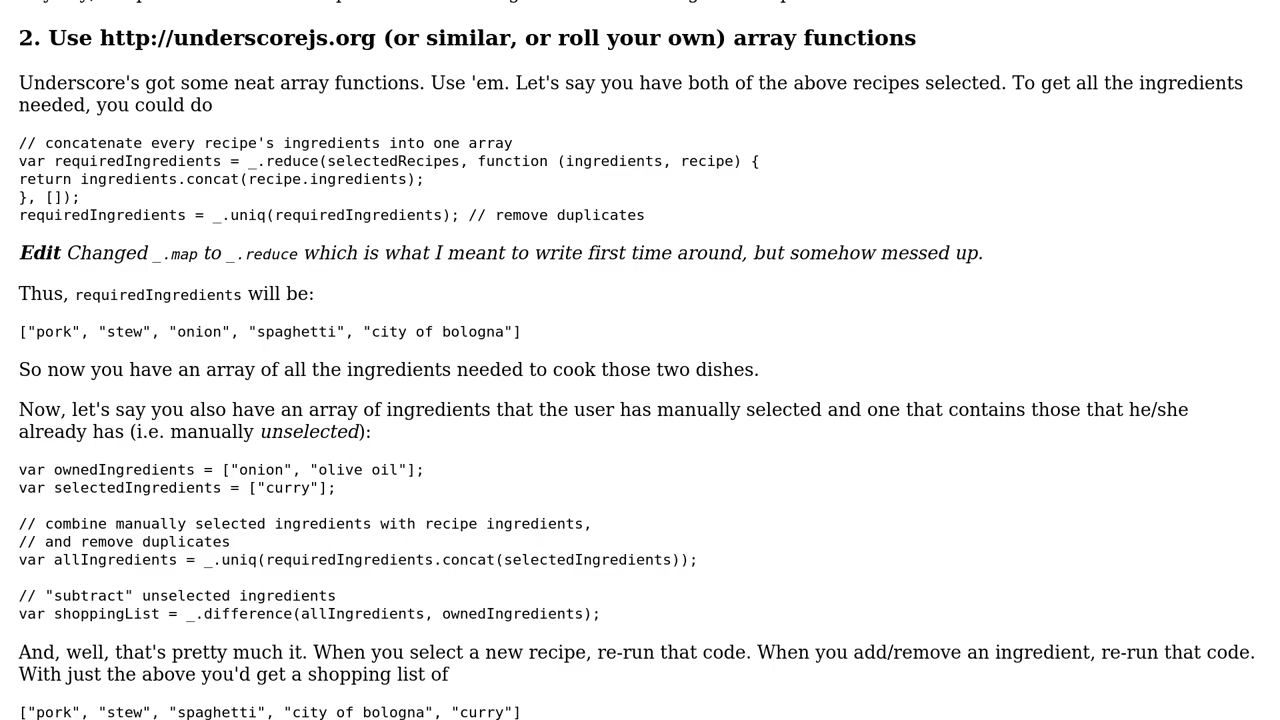 2. Use http://underscorejs.org (or similar, or roll your own) array functions
Underscore's got some neat array functions. Use 'em. Let's say you have both of the above recipes selected. To get all the ingredients
needed, you could do
// concatenate every recipe's ingredients into one array
var requiredIngredients = _.reduce(selectedRecipes, function (ingredients, recipe) {
return ingredients.concat(recipe.ingredients);
}, []);
requiredIngredients = _.uniq(requiredIngredients); // remove duplicates
Edit Changed _.map to _.reduce which is what I meant to write first time around, but somehow messed up.
Thus, requiredIngredients will be:
["pork", "stew", "onion", "spaghetti", "city of bologna"]
So now you have an array of all the ingredients needed to cook those two dishes.
Now, let's say you also have an array of ingredients that the user has manually selected and one that contains those that he/she
already has (i.e. manually unselected):
var ownedIngredients = ["onion", "olive oil"];
var selectedIngredients = ["curry"];
// combine manually selected ingredients with recipe ingredients,
// and remove duplicates
var allIngredients = _.uniq(requiredIngredients.concat(selectedIngredients));
// "subtract" unselected ingredients
var shoppingList = _.difference(allIngredients, ownedIngredients);
And, well, that's pretty much it. When you select a new recipe, re-run that code. When you add/remove an ingredient, re-run that code.
With just the above you'd get a shopping list of
["pork", "stew", "spaghetti", "city of bologna", "curry"]